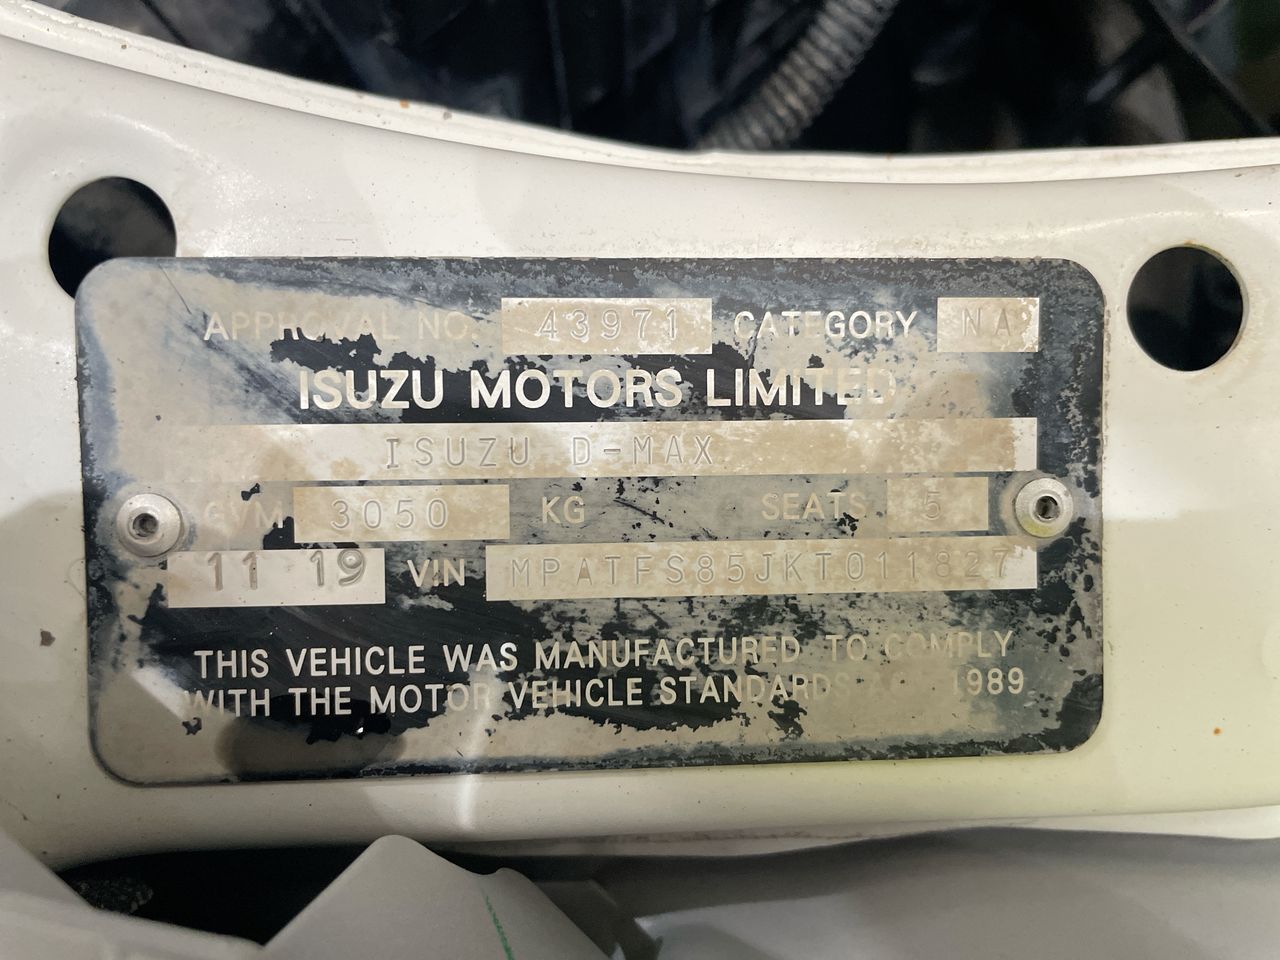 APPROVAL NO. 43971 CATEGORY NA
ISUZU MOTORS LIMITED
ISUZU D-MAX
GVM 3050 KG SEATS 5
11 19 VIN MPATFS85JKT011827
THIS VEHICLE WAS MANUFACTURED TO COMPLY
WITH THE MOTOR VEHICLE STANDARDS 1989